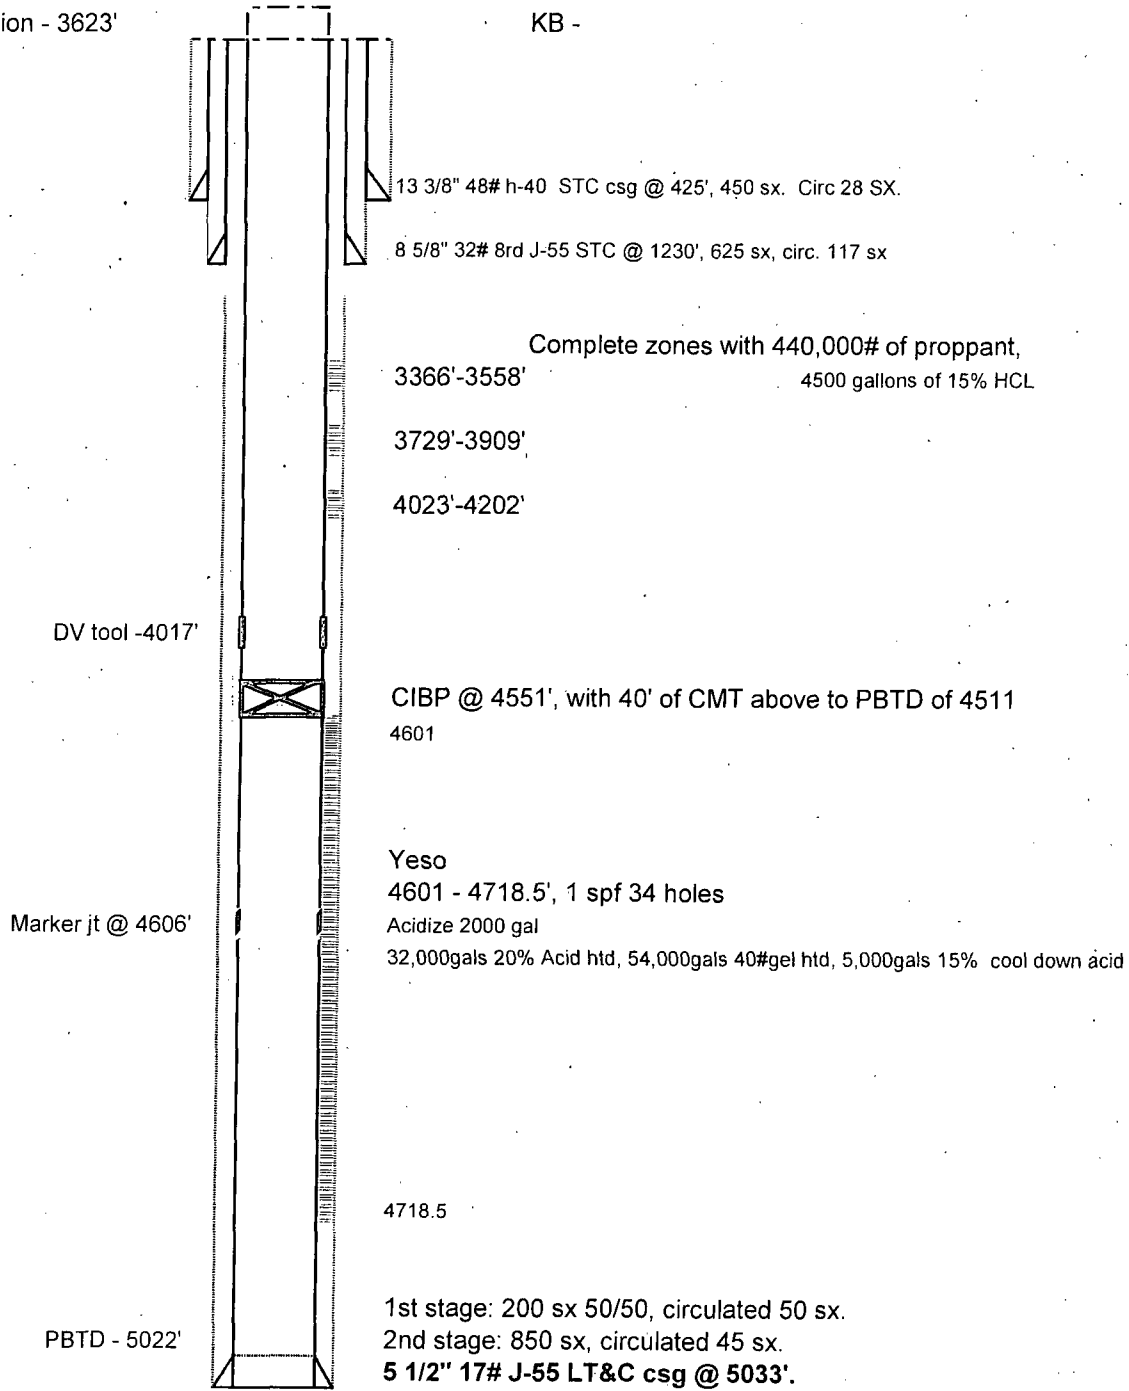 ion - 3623'
KB -
13 3/8" 48# h-40 STC csg @ 425', 450 sx. Circ 28 SX.
8 5/8" 32# 8rd J-55 STC @ 1230', 625 sx, circ. 117 sx
Complete zones with 440,000# of proppant,
4500 gallons of 15% HCL
3366'-3558'
3729'-3909'
4023'-4202'
DV tool -4017'
CIBP @ 4551', with 40' of CMT above to PBTD of 4511
4601
Yeso
4601 - 4718.5', 1 spf 34 holes
Marker jt @ 4606'
Acidize 2000 gal
32,000gals 20% Acid htd, 54,000gals 40#gel htd, 5,000gals 15% cool down acid
4718.5
1st stage: 200 sx 50/50, circulated 50 sx.
PBTD - 5022'
2nd stage: 850 sx, circulated 45 sx.
5 1/2" 17# J-55 LT&C csg @ 5033'.